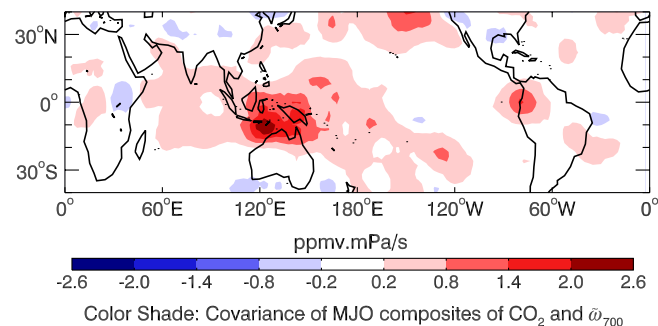 30°N
0°
30°S
0° 60°E 120°E 180°E 120°W 60°W 0°
ppmv.mPa/s
-2.6 -2.0 -1.4 -0.8 -0.2 0.2 0.8 1.4 2.0 2.6
Color Shade: Covariance of MJO composites of CO₂ and ω̃₇₀₀